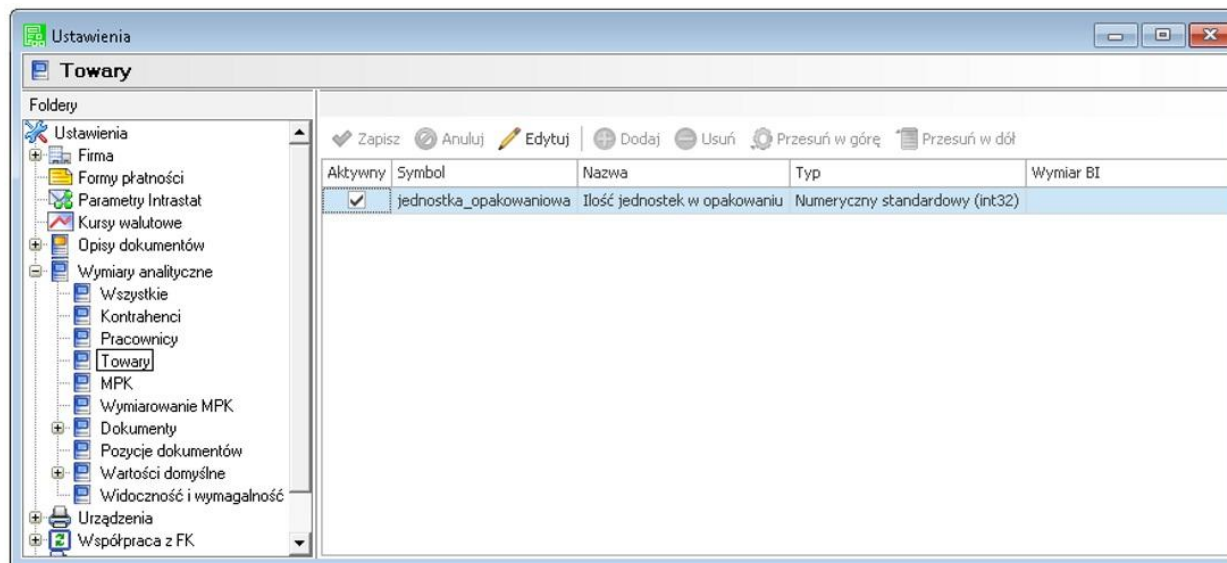 Ustawienia
Towary
Foldery
Ustawienia
Firma
Formy płatności
Parametry Intrastat
Kursy walutowe
Opisy dokumentów
Wymiary analityczne
Wszystkie
Kontrahenci
Pracownicy
Towary
MPK
Wymiarowanie MPK
Dokumenty
Pozycje dokumentów
Wartości domyślne
Widoczność i wymagalność
Urządzenia
Współpraca z FK
Zapisz Anuluj Edytuj Dodaj Usuń Przesuń w górę Przesuń w dół
Aktywny Symbol Nazwa Typ Wymiar BI
jednostka_opakowaniowa Ilość jednostek w opakowaniu Numeryczny standardowy (int32)